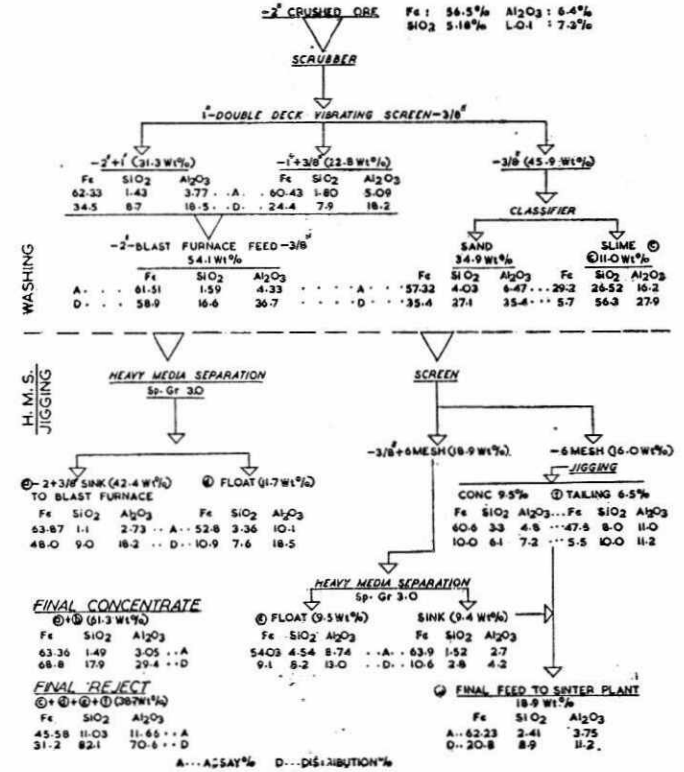 -2" CRUSHED ORE
Fe : 56.5% Al2O3 : 6.4%
SiO2 5.18% L.O.I : 7.3%
SCRUBBER
1"-DOUBLE DECK VIBRATING SCREEN-3/8"
-2"+1" (31.3 Wt%) -1"+3/8" (22.8 Wt%) -3/8" (45.9 Wt%)
Fe SiO2 Al2O3 Fe SiO2 Al2O3
62.33 1.43 3.77 . . A . . 60.43 1.80 5.09
34.5 8.7 18.5 . . D . . 24.4 7.9 18.2
CLASSIFIER
-2"-BLAST FURNACE FEED -3/8"
54.1 Wt%
SAND SLIME ©
34.9 Wt% 11.0 Wt%
Fe SiO2 Al2O3 Fe SiO2 Al2O3 Fe SiO2 Al2O3
A . . . . 61.51 1.59 4.33 . . . . . A . . . 57.32 4.03 6.47 . . . 29.2 26.52 16.2
D . . . . 58.9 16.6 36.7 . . . . . D . . . 35.4 27.1 35.4 . . . 5.7 56.3 27.9
WASHING
H. M. S.
JIGGING
HEAVY MEDIA SEPARATION
Sp. Gr 3.0
SCREEN
-3/8"+6 MESH (18.9 Wt%) -6 MESH (16.0 Wt%)
JIGGING
-2+3/8" SINK (42.4 Wt%) ⓓ FLOAT (11.7 Wt%)
TO BLAST FURNACE
Fe SiO2 Al2O3 Fe SiO2 Al2O3
63.87 1.1 2.73 . . A . . 52.8 3.36 10.1
48.0 9.0 18.2 . . D . . 10.9 7.6 18.5
CONC 9.5% ⓕ TAILING 6.5%
Fe SiO2 Al2O3 . . . Fe SiO2 Al2O3
60.6 3.3 4.8 . . . 47.5 8.0 11.0
10.0 6.1 7.2 . . . 5.5 10.0 11.2
HEAVY MEDIA SEPARATION
Sp. Gr 3.0
ⓔ FLOAT (9.5 Wt%) SINK (9.4 Wt%)
Fe SiO2 Al2O3 Fe SiO2 Al2O3
54.03 4.54 8.74 . . A . . 63.9 1.52 2.7
9.1 8.2 13.0 . . D . . 10.6 2.8 4.2
FINAL CONCENTRATE
ⓐ+ⓑ (61.3 Wt%)
Fe SiO2 Al2O3
63.36 1.49 3.05 . . A
68.8 17.9 29.4 . . D
FINAL REJECT
©+ⓓ+ⓔ+ⓕ (38.7 Wt%)
Fe SiO2 Al2O3
45.58 11.03 11.66 . . A
31.2 82.1 70.6 . . D
FINAL FEED TO SINTER PLANT
18.9 Wt.%
Fe SiO2 Al2O3
A . . 62.23 2.41 3.75
D . . 20.8 8.9 11.2
A . . . ASSAY % D . . . DISTRIBUTION %